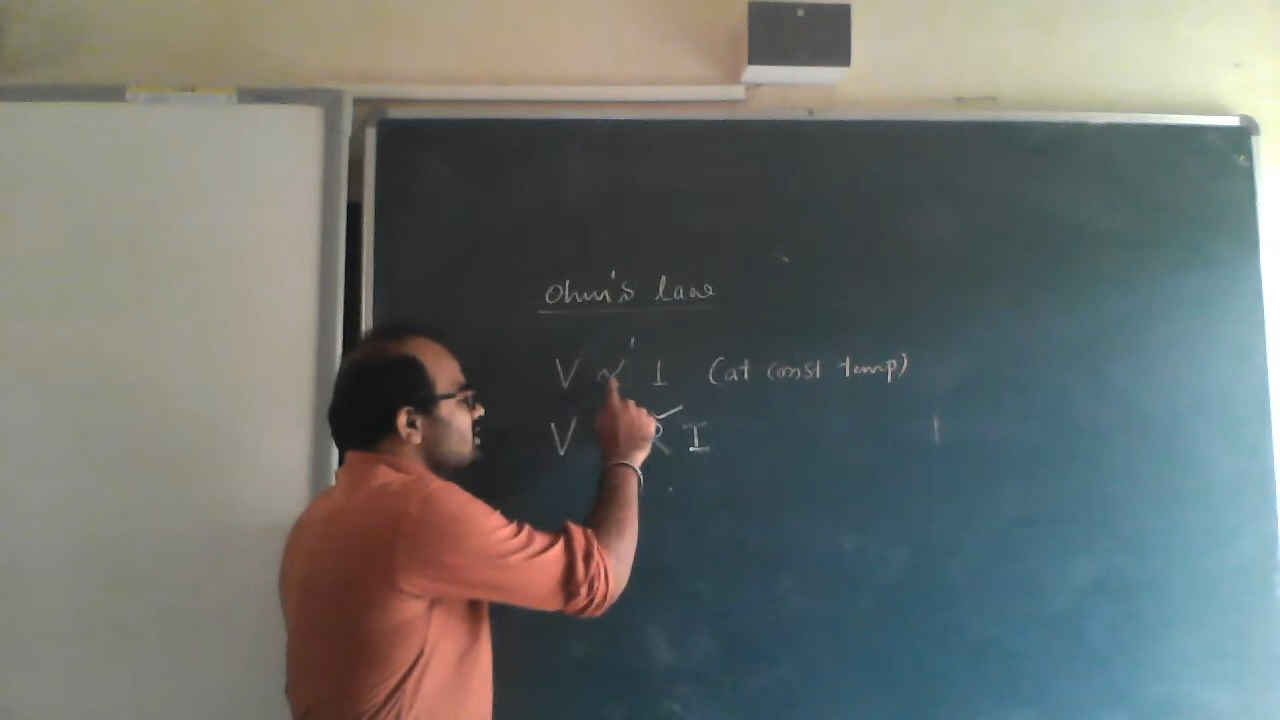 ohm's law
V ∝ I (at const temp)
V R I